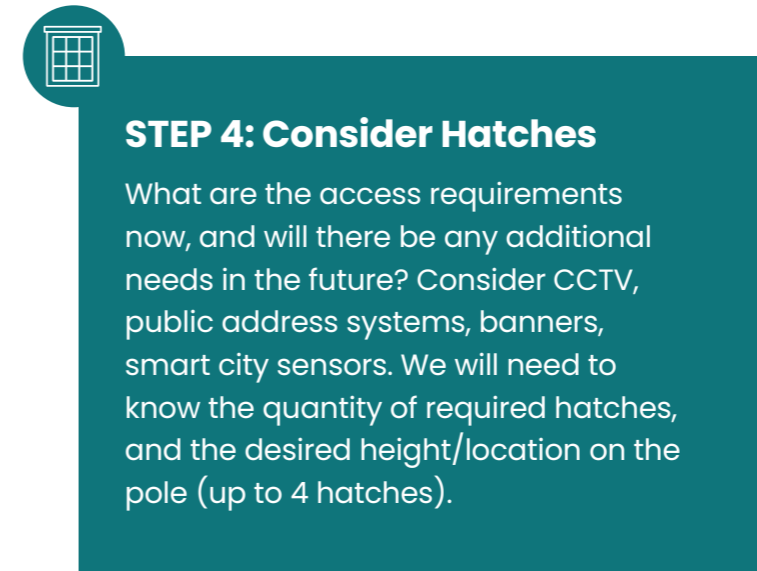 STEP 4: Consider Hatches
What are the access requirements
now, and will there be any additional
needs in the future? Consider CCTV,
public address systems, banners,
smart city sensors. We will need to
know the quantity of required hatches,
and the desired height/location on the
pole (up to 4 hatches).